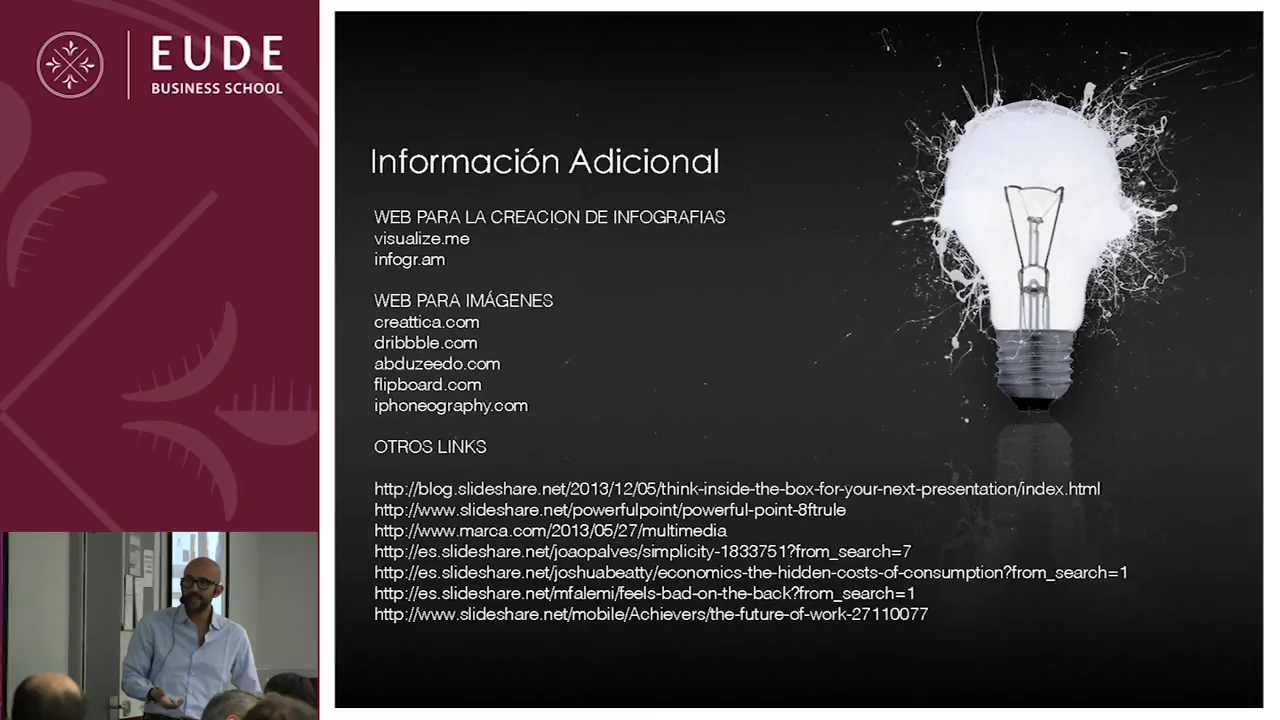 EUDE
BUSINESS SCHOOL
Información Adicional
WEB PARA LA CREACION DE INFOGRAFIAS
visualize.me
infogr.am
WEB PARA IMÁGENES
creattica.com
dribbble.com
abduzeedo.com
flipboard.com
iphoneography.com
OTROS LINKS
http://blog.slideshare.net/2013/12/05/think-inside-the-box-for-your-next-presentation/index.html
http://www.slideshare.net/powerfulpoint/powerful-point-8ftrule
http://www.marca.com/2013/05/27/multimedia
http://es.slideshare.net/joaopalves/simplicity-1833751?from_search=7
http://es.slideshare.net/joshuabeatty/economics-the-hidden-costs-of-consumption?from_search=1
http://es.slideshare.net/mfalemi/feels-bad-on-the-back?from_search=1
http://www.slideshare.net/mobile/Achievers/the-future-of-work-27110077